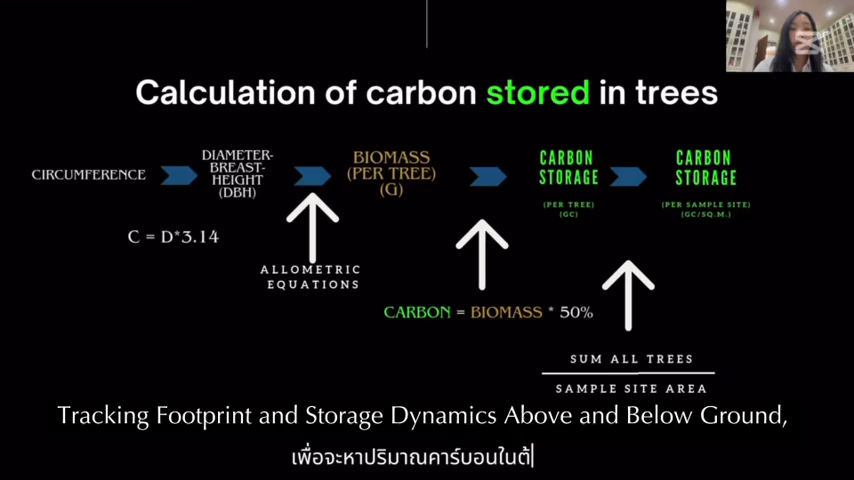 Calculation of carbon stored in trees
CIRCUMFERENCE
DIAMETER-
BREAST-
HEIGHT
(DBH)
BIOMASS
(PER TREE)
(G)
CARBON
STORAGE
(PER TREE)
(GC)
CARBON
STORAGE
(PER SAMPLE SITE)
(GC/SQ.M.)
C = D*3.14
ALLOMETRIC
EQUATIONS
CARBON = BIOMASS * 50%
SUM ALL TREES
SAMPLE SITE AREA
Tracking Footprint and Storage Dynamics Above and Below Ground,
เพื่อจะหาปริมาณคาร์บอนในต้